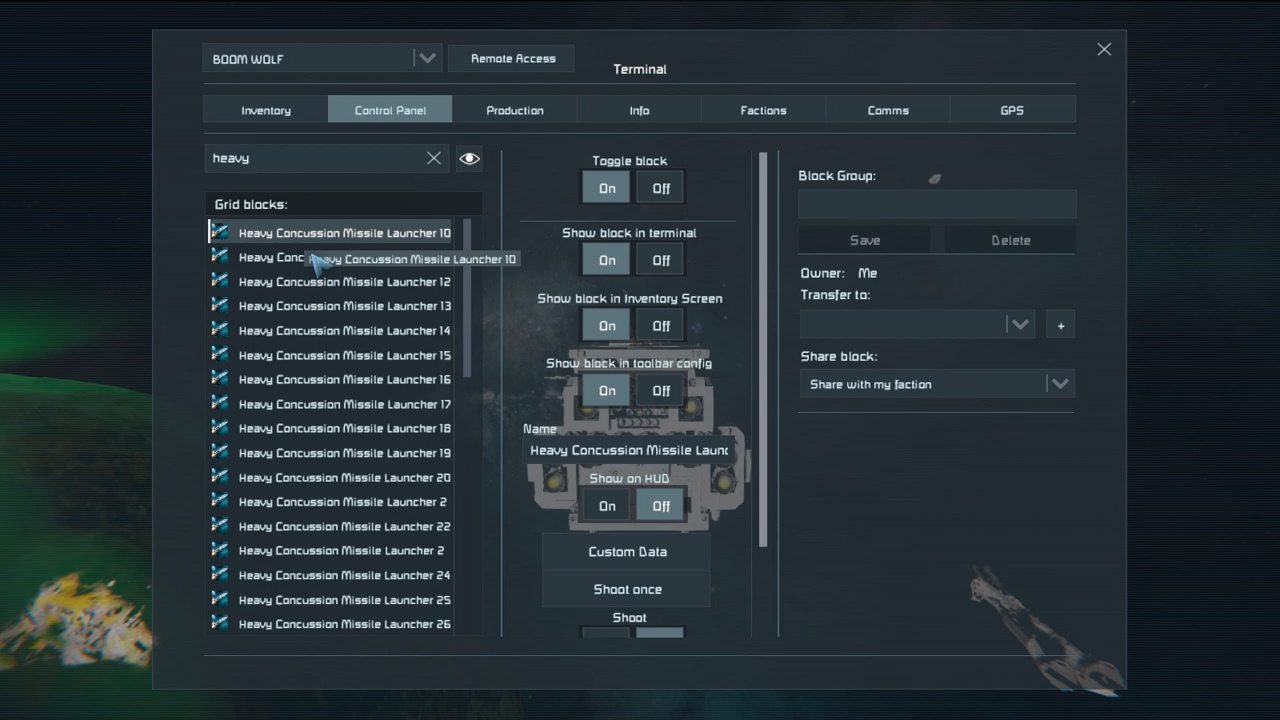 BOOM WOLF
Remote Access
Terminal
Inventory
Control Panel
Production
Info
Factions
Comms
GPS
heavy
Grid blocks:
Heavy Concussion Missile Launcher 10
Heavy Conc
Heavy Concussion Missile Launcher 10
Heavy Concussion Missile Launcher 12
Heavy Concussion Missile Launcher 13
Heavy Concussion Missile Launcher 14
Heavy Concussion Missile Launcher 15
Heavy Concussion Missile Launcher 16
Heavy Concussion Missile Launcher 17
Heavy Concussion Missile Launcher 18
Heavy Concussion Missile Launcher 19
Heavy Concussion Missile Launcher 20
Heavy Concussion Missile Launcher 2
Heavy Concussion Missile Launcher 22
Heavy Concussion Missile Launcher 2
Heavy Concussion Missile Launcher 24
Heavy Concussion Missile Launcher 25
Heavy Concussion Missile Launcher 26
Toggle block
On Off
Show block in terminal
On Off
Show block in Inventory Screen
On Off
Show block in toolbar config
On Off
Name
Heavy Concussion Missile Launc
Show on HUD
On Off
Custom Data
Shoot once
Shoot
Block Group:
Save
Delete
Owner: Me
Transfer to:
+
Share block:
Share with my faction